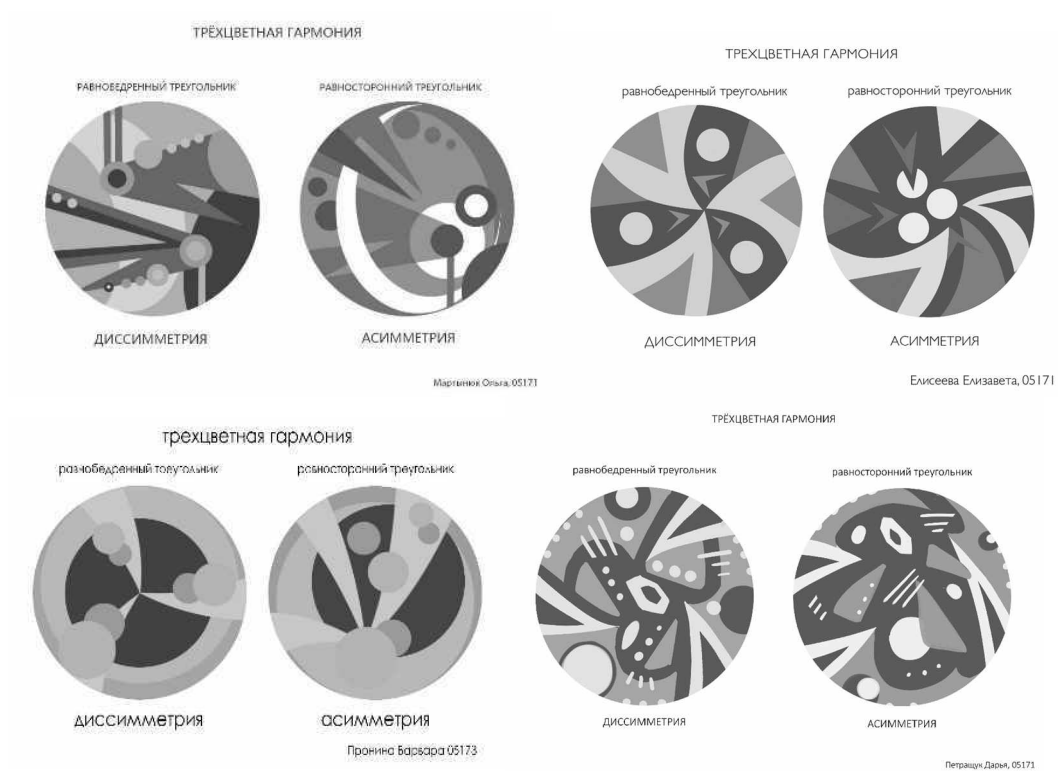 ТРЁХЦВЕТНАЯ ГАРМОНИЯ
РАВНОБЕДРЕННЫЙ ТРЕУГОЛЬНИК
РАВНОСТОРОННИЙ ТРЕУГОЛЬНИК
ДИССИММЕТРИЯ
АСИММЕТРИЯ
Мартынюк Ольга, 05171
ТРЕХЦВЕТНАЯ ГАРМОНИЯ
равнобедренный треугольник
равносторонний треугольник
ДИССИММЕТРИЯ
АСИММЕТРИЯ
Елисеева Елизавета, 05171
трехцветная гармония
равнобедренный треугольник
равносторонний треугольник
диссимметрия
асимметрия
Пронина Варвара 05173
ТРЁХЦВЕТНАЯ ГАРМОНИЯ
равнобедренный треугольник
равносторонний треугольник
ДИССИММЕТРИЯ
АСИММЕТРИЯ
Петращук Дарья, 05171